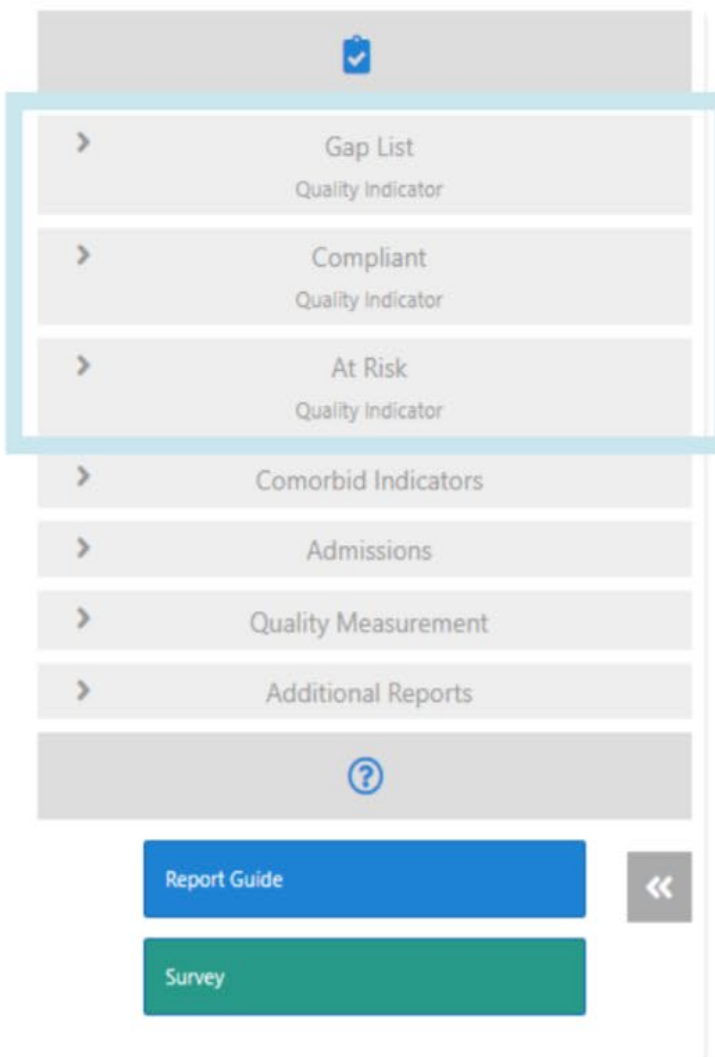 Gap List
Quality Indicator
Compliant
Quality Indicator
At Risk
Quality Indicator
Comorbid Indicators
Admissions
Quality Measurement
Additional Reports
Report Guide
Survey